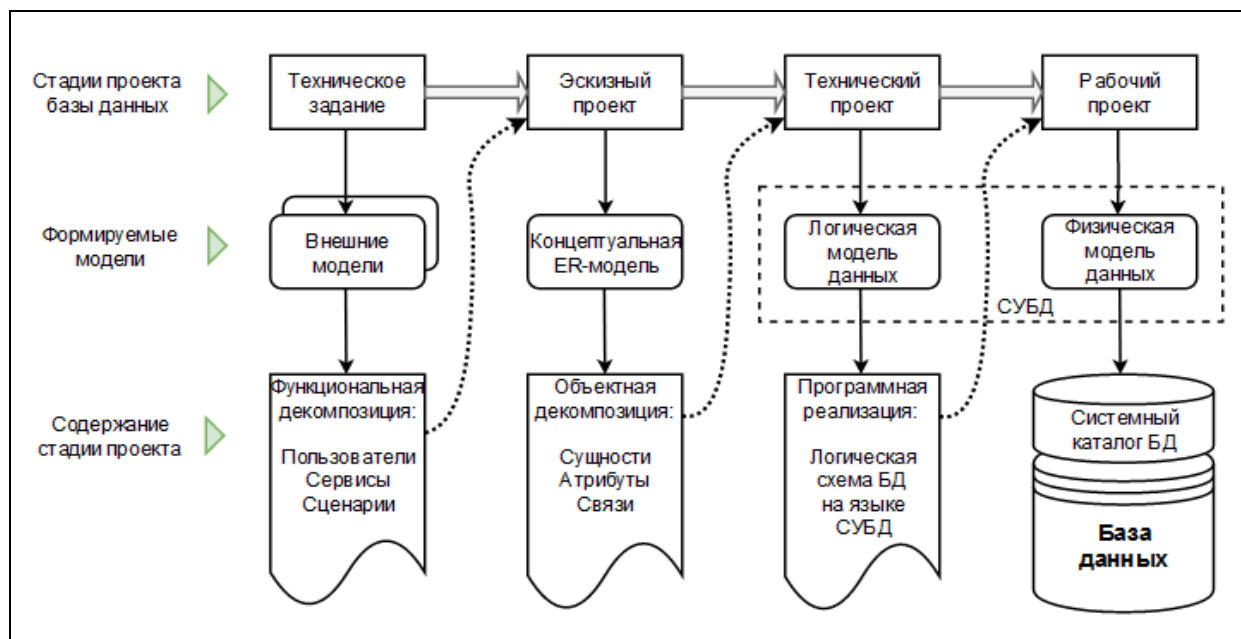 Стадии проекта
базы данных
Техническое
задание
Эскизный
проект
Технический
проект
Рабочий
проект
Формируемые
модели
Внешние
модели
Концептуальная
ER-модель
Логическая
модель
данных
Физическая
модель
данных
СУБД
Содержание
стадии проекта
Функциональная
декомпозиция:
Пользователи
Сервисы
Сценарии
Объектная
декомпозиция:
Сущности
Атрибуты
Связи
Программная
реализация:
Логическая
схема БД
на языке
СУБД
Системный
каталог БД
База
данных